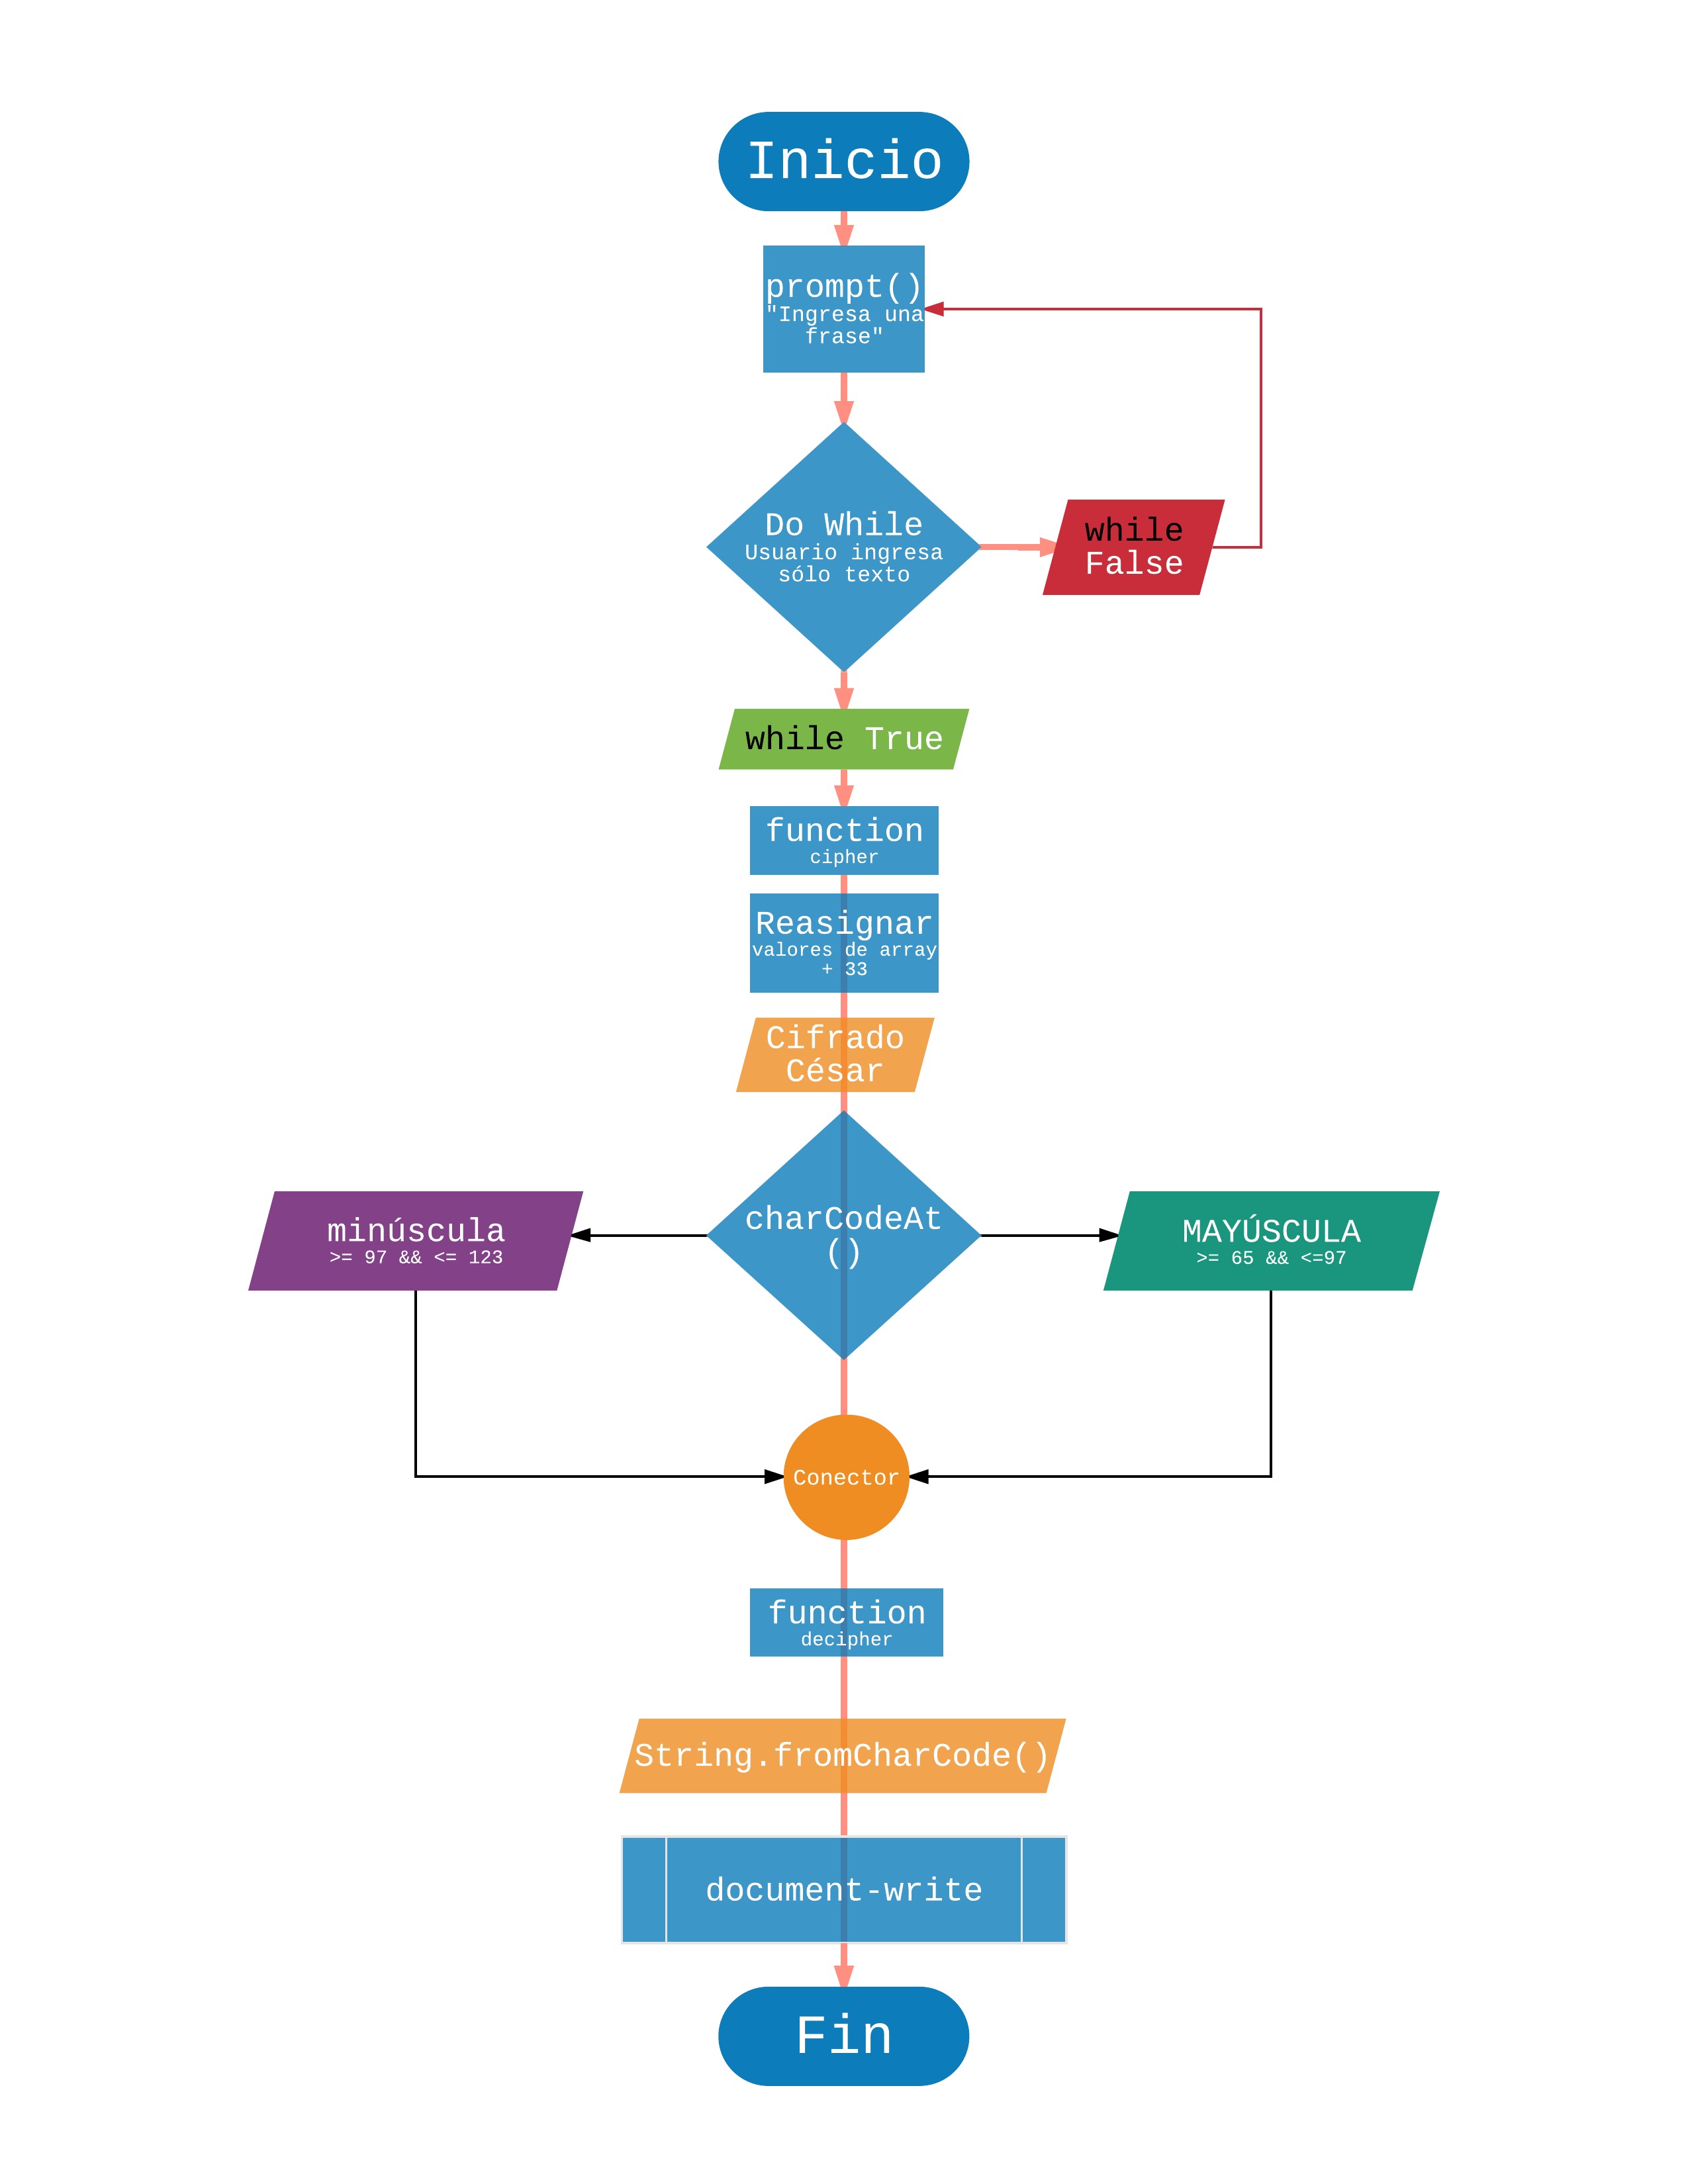 Inicio
prompt()
"Ingresa una
frase"
Do While
Usuario ingresa
sólo texto
while
False
while True
function
cipher
Reasignar
valores de array
+ 33
Cifrado
César
charCodeAt
()
minúscula
>= 97 && <= 123
MAYÚSCULA
>= 65 && <=97
Conector
function
decipher
String.fromCharCode()
document-write
Fin